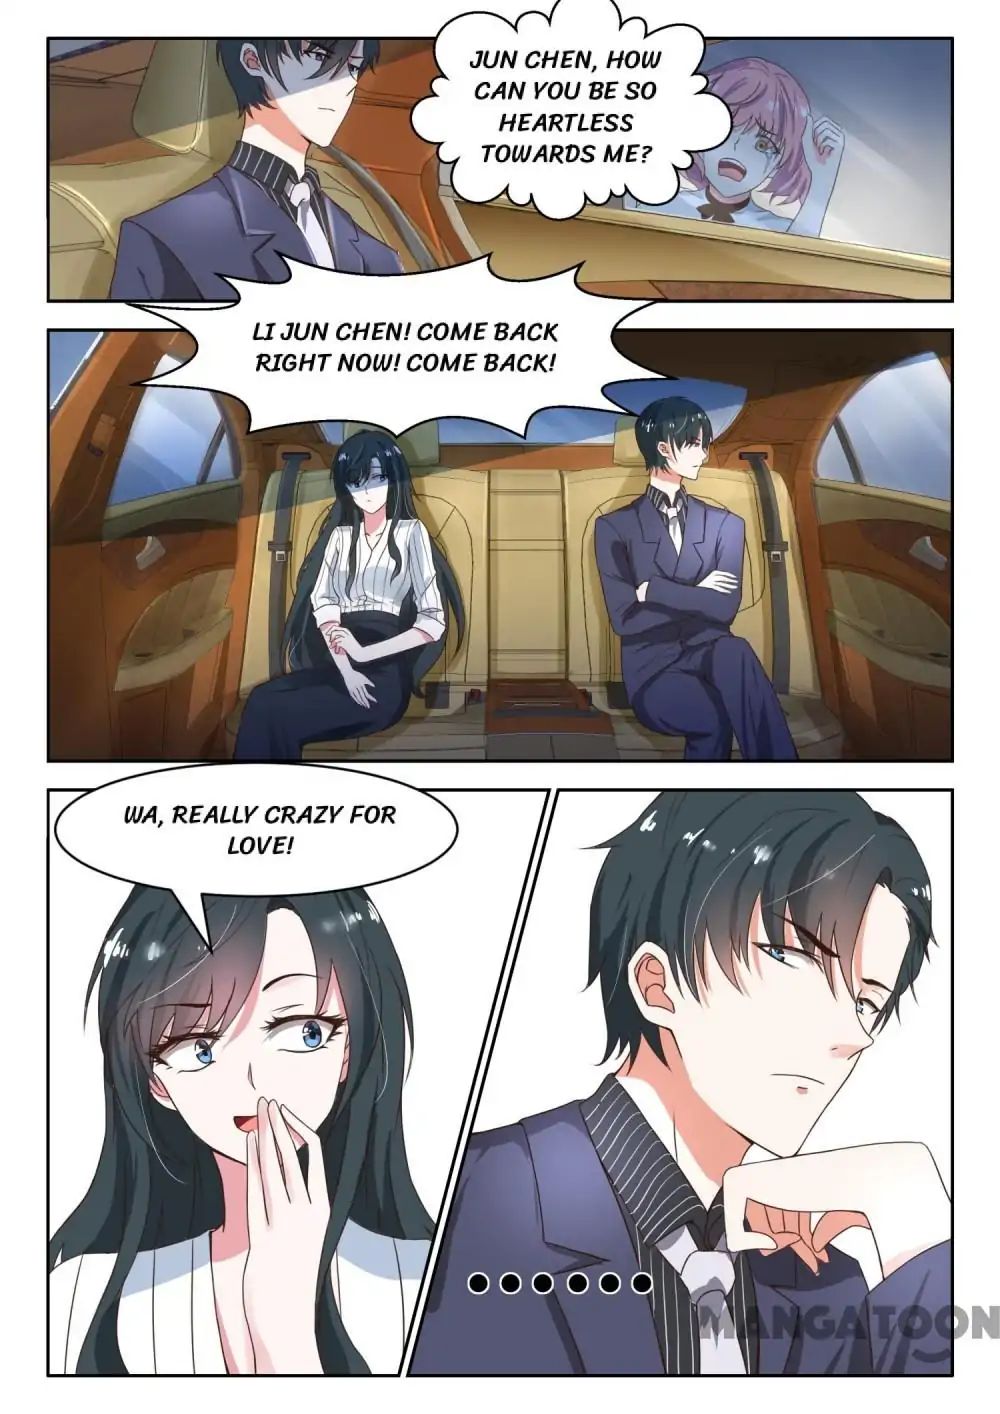 JUN CHEN, HOW
CAN YOU BE SO
HEARTLESS
TOWARDS ME?
LI JUN CHEN! COME BACK
RIGHT NOW! COME BACK!
WA, REALLY CRAZY FOR
LOVE!
••••••
MANGATOON